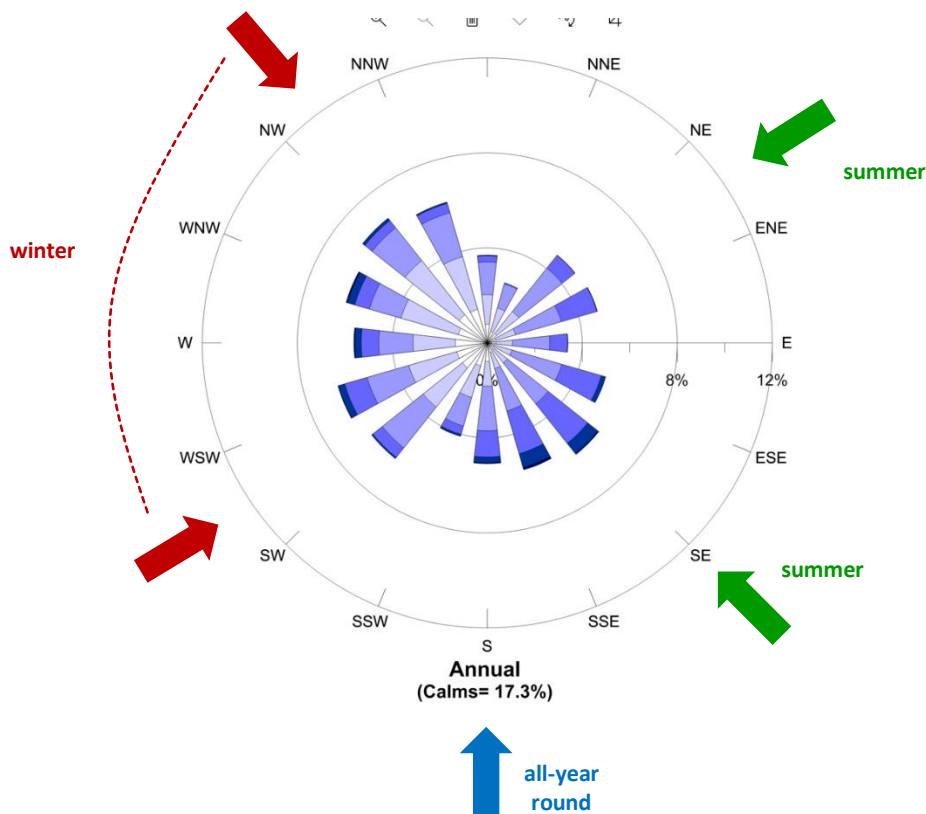 NNW
NNE
NW
NE
summer
WNW
ENE
winter
W
E
0%
8%
12%
WSW
ESE
SW
SE
summer
SSW
SSE
S
Annual
(Calms= 17.3%)
all-year
round